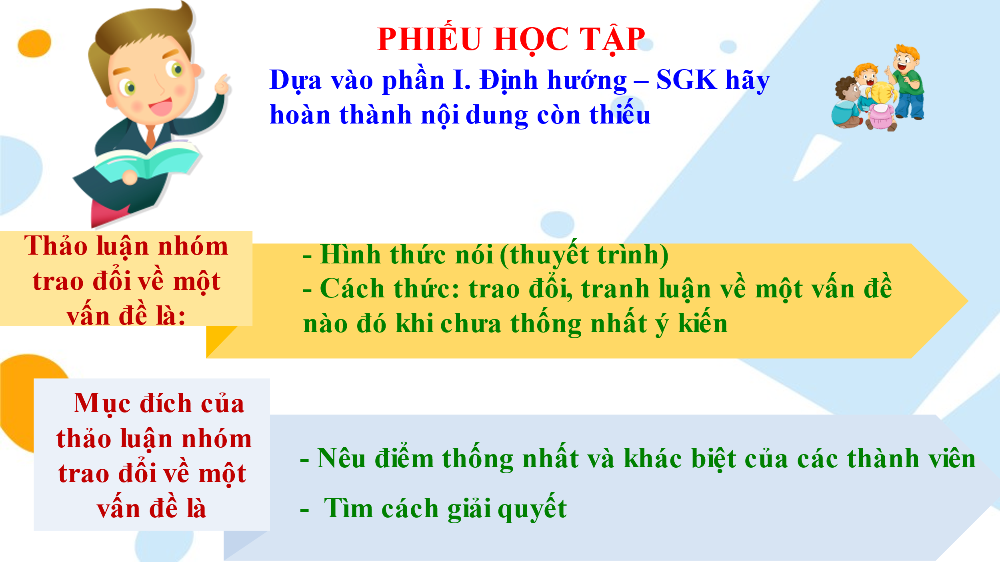 PHIẾU HỌC TẬP
Dựa vào phần I. Định hướng – SGK hãy
hoàn thành nội dung còn thiếu
Thảo luận nhóm
trao đổi về một
vấn đề là:
- Hình thức nói (thuyết trình)
- Cách thức: trao đổi, tranh luận về một vấn đề
nào đó khi chưa thống nhất ý kiến
Mục đích của
thảo luận nhóm
trao đổi về một
vấn đề là
- Nêu điểm thống nhất và khác biệt của các thành viên
- Tìm cách giải quyết